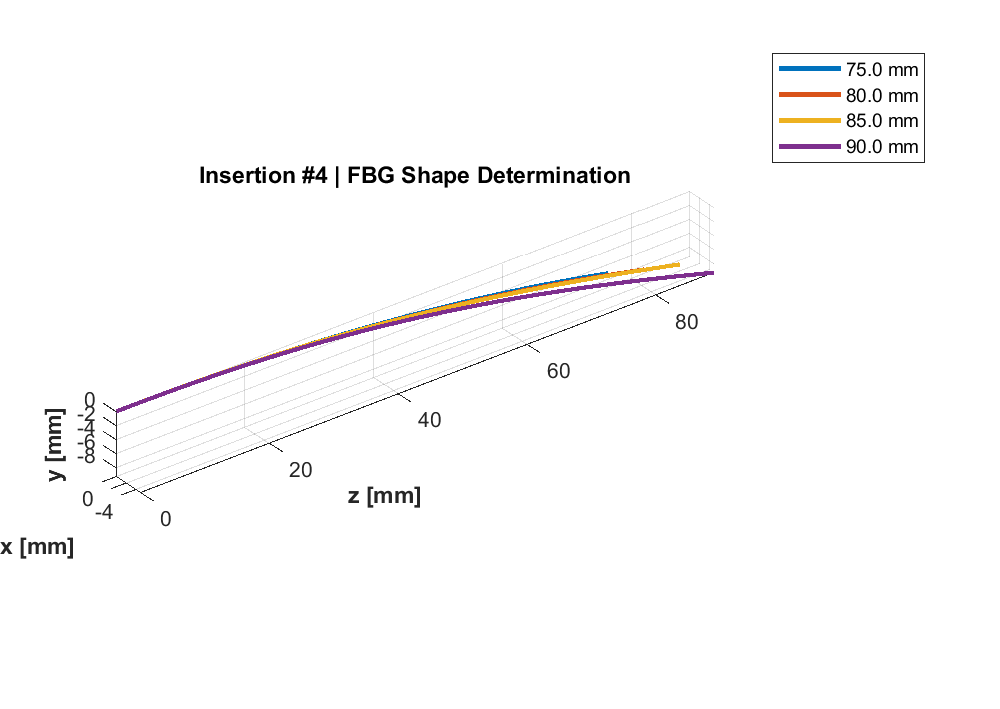 75.0 mm
80.0 mm
85.0 mm
90.0 mm
Insertion #4 | FBG Shape Determination
0
-2
-4
-6
-8
y [mm]
0
-4
x [mm]
0
20
40
60
80
z [mm]